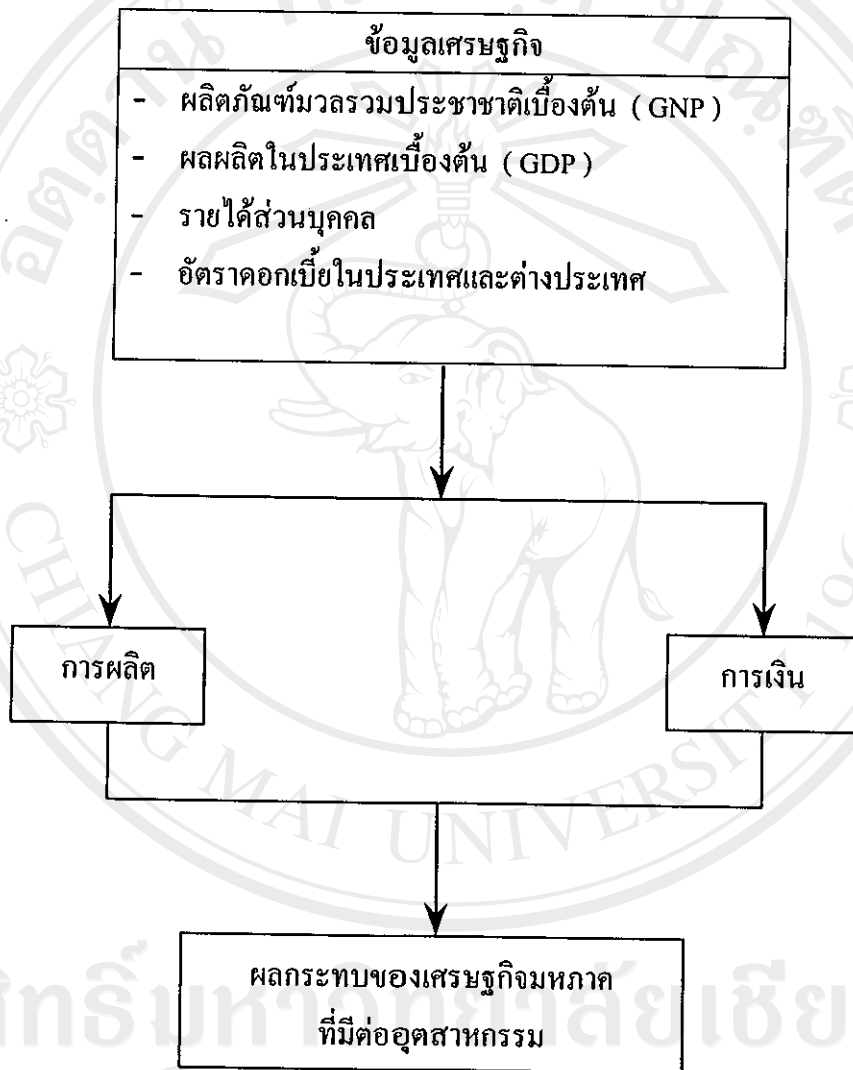 ข้อมูลเศรษฐกิจ
- ผลิตภัณฑ์มวลรวมประชาชาติเบื้องต้น ( GNP )
- ผลผลิตในประเทศเบื้องต้น ( GDP )
- รายได้ส่วนบุคคล
- อัตราดอกเบี้ยในประเทศและต่างประเทศ
การผลิต
การเงิน
CHIANG MAI UNIVERSITY
ผลกระทบของเศรษฐกิจมหภาค
ที่มีต่ออุตสาหกรรม